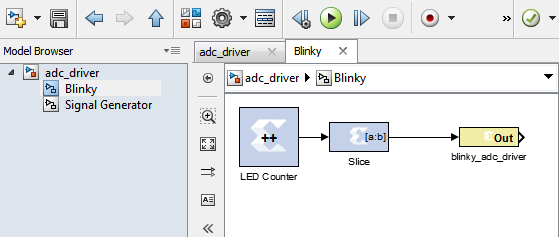 Model Browser
adc_driver
Blinky
Signal Generator
adc_driver
Blinky
adc_driver Blinky
++
LED Counter
[a:b]
Slice
Out
blinky_adc_driver